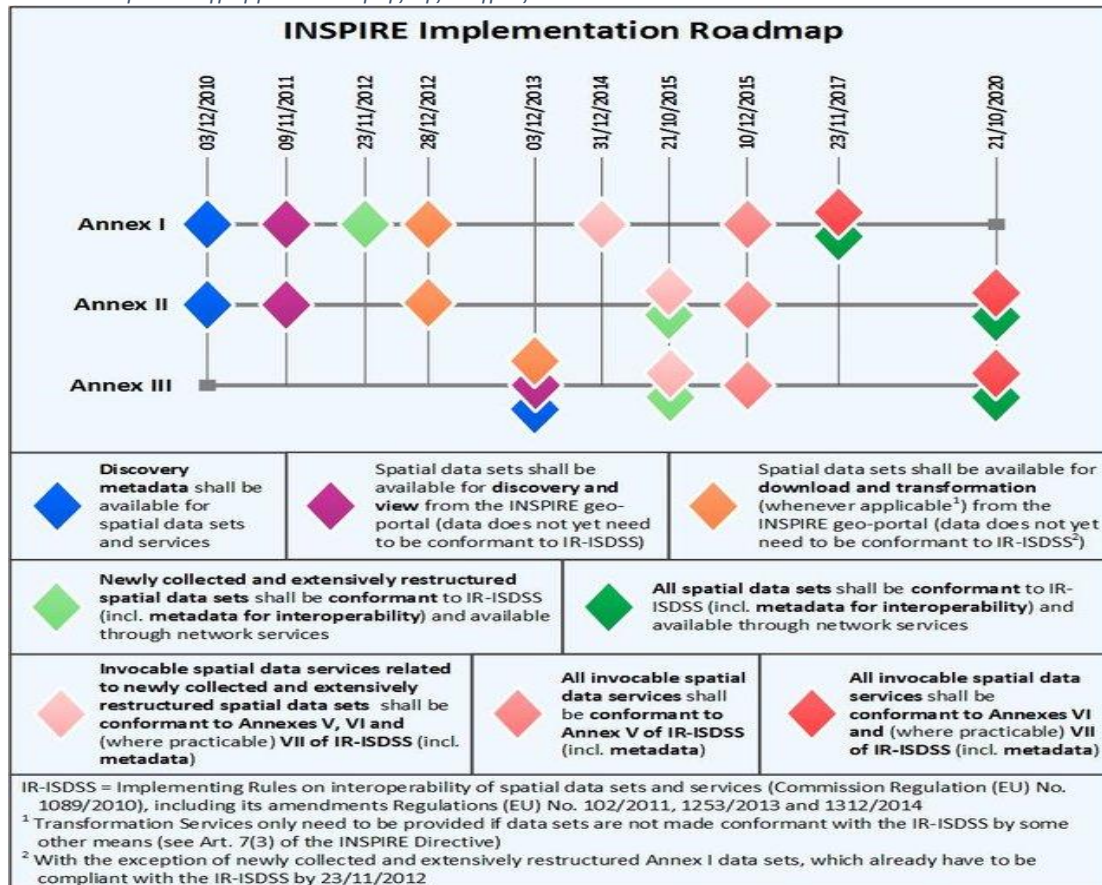 INSPIRE Implementation Roadmap
03/12/2010
09/11/2011
23/11/2012
28/12/2012
03/12/2013
31/12/2014
21/10/2015
10/12/2015
23/11/2017
21/10/2020
Annex I
Annex II
Annex III
Discovery
metadata shall be
available for
spatial data sets
and services
Spatial data sets shall be
available for discovery and
view from the INSPIRE geo-
portal (data does not yet need
to be conformant to IR-ISDSS)
Spatial data sets shall be available for
download and transformation
(whenever applicable¹) from the
INSPIRE geo-portal (data does not yet
need to be conformant to IR-ISDSS²)
Newly collected and extensively restructured
spatial data sets shall be conformant to IR-ISDSS
(incl. metadata for interoperability) and available
through network services
All spatial data sets shall be conformant to IR-
ISDSS (incl. metadata for interoperability) and
available through network services
Invocable spatial data services related
to newly collected and extensively
restructured spatial data sets shall be
conformant to Annexes V, VI and
(where practicable) VII of IR-ISDSS (incl.
metadata)
All invocable spatial
data services shall
be conformant to
Annex V of IR-ISDSS
(incl. metadata)
All invocable spatial data
services shall be
conformant to Annexes VI
and (where practicable) VII
of IR-ISDSS (incl. metadata)
IR-ISDSS = Implementing Rules on interoperability of spatial data sets and services (Commission Regulation (EU) No.
1089/2010), including its amendments Regulations (EU) No. 102/2011, 1253/2013 and 1312/2014
¹ Transformation Services only need to be provided if data sets are not made conformant with the IR-ISDSS by some
other means (see Art. 7(3) of the INSPIRE Directive)
² With the exception of newly collected and extensively restructured Annex I data sets, which already have to be
compliant with the IR-ISDSS by 23/11/2012